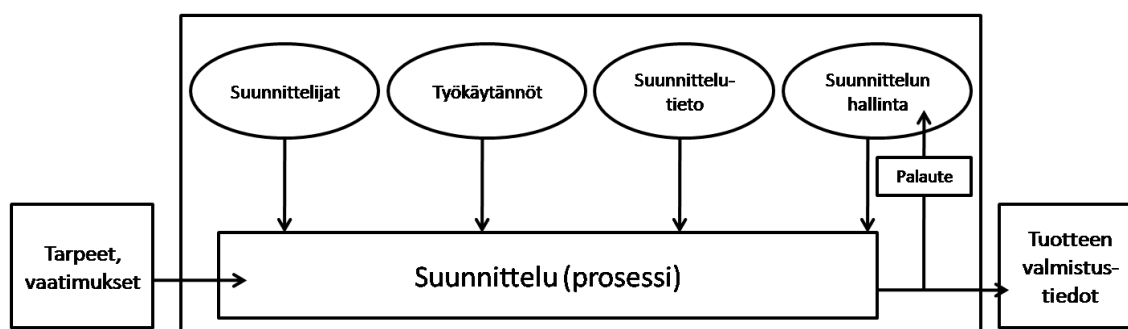 Suunnittelijat
Työkäytännöt
Suunnittelu-
tieto
Suunnittelun
hallinta
Palaute
Tarpeet,
vaatimukset
Suunnittelu (prosessi)
Tuotteen
valmistus-
tiedot